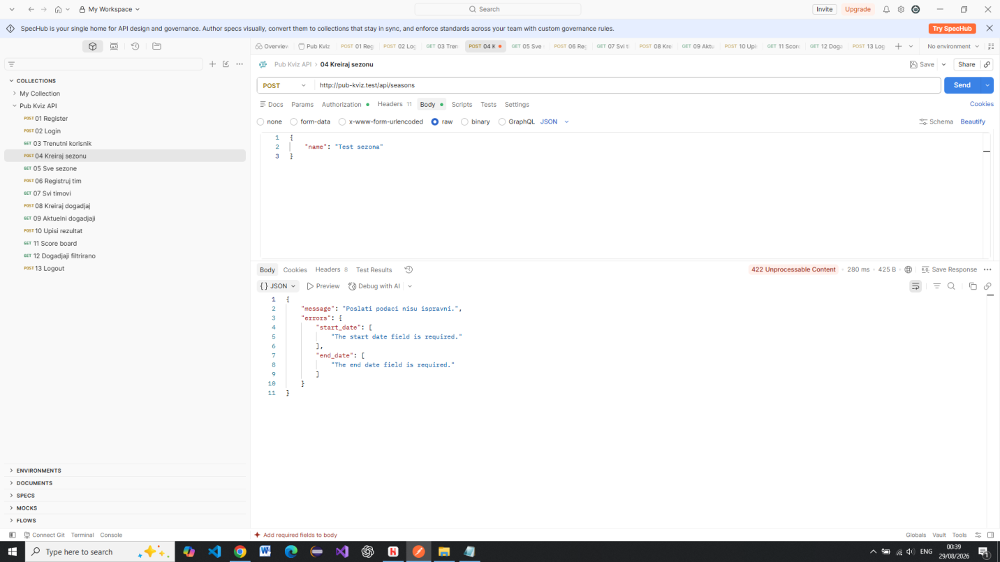 My Workspace
Search
Invite
Upgrade
SpecHub is your single home for API design and governance. Author specs visually, convert them to collections that stay in sync, and enforce standards across your team with custom governance rules.
Try SpecHub
Overview
Pub Kviz
POST 01 Reg
POST 02 Log
GET 03 Tren
POST 04 K
GET 05 Sve
POST 06 Reg
GET 07 Svi ti
POST 08 Kre
GET 09 Aktu
POST 10 Upi
GET 11 Score
GET 12 Doga
POST 13 Log
No environment
Pub Kviz API > 04 Kreiraj sezonu
Save
Share
COLLECTIONS
My Collection
Pub Kviz API
POST 01 Register
POST 02 Login
GET 03 Trenutni korisnik
POST 04 Kreiraj sezonu
GET 05 Sve sezone
POST 06 Registruj tim
GET 07 Svi timovi
POST 08 Kreiraj dogadjaj
GET 09 Aktuelni dogadjaji
POST 10 Upisi rezultat
GET 11 Score board
GET 12 Dogadjaji filtrirano
POST 13 Logout
ENVIRONMENTS
DOCUMENTS
SPECS
MOCKS
FLOWS
POST
http://pub-kviz.test/api/seasons
Send
Docs
Params
Authorization
Headers 11
Body
Scripts
Tests
Settings
Cookies
none
form-data
x-www-form-urlencoded
raw
binary
GraphQL
JSON
Schema
Beautify
1 {
2 "name": "Test sezona"
3 }
Body
Cookies
Headers 8
Test Results
422 Unprocessable Content
280 ms
425 B
Save Response
{} JSON
Preview
Debug with AI
1 {
2 "message": "Poslati podaci nisu ispravni.",
3 "errors": {
4 "start_date": [
5 "The start date field is required."
6 ],
7 "end_date": [
8 "The end date field is required."
9 ]
10 }
11 }
Connect Git
Terminal
Console
Add required fields to body
Globals
Vault
Tools
Type here to search
ENG
00:39
29/08/2026
1